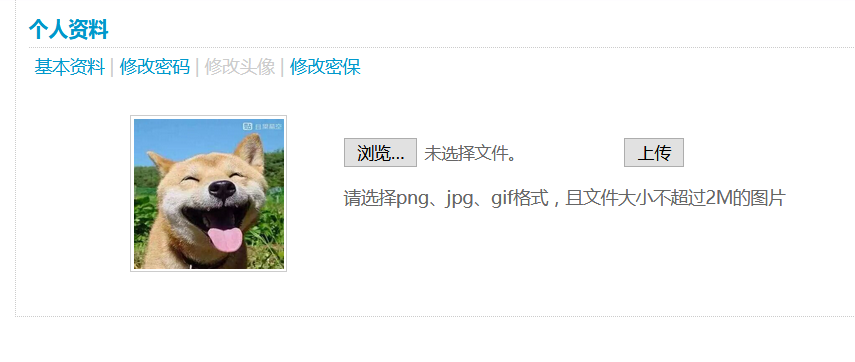 个人资料
基本资料 | 修改密码 | 修改头像 | 修改密保
浏览... 未选择文件。 上传
请选择png、jpg、gif格式，且文件大小不超过2M的图片